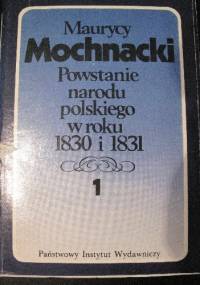 Maurycy
Mochnacki
Powstanie
narodu
polskiego
w roku
1830 i 1831
1
Państwowy Instytut Wydawniczy